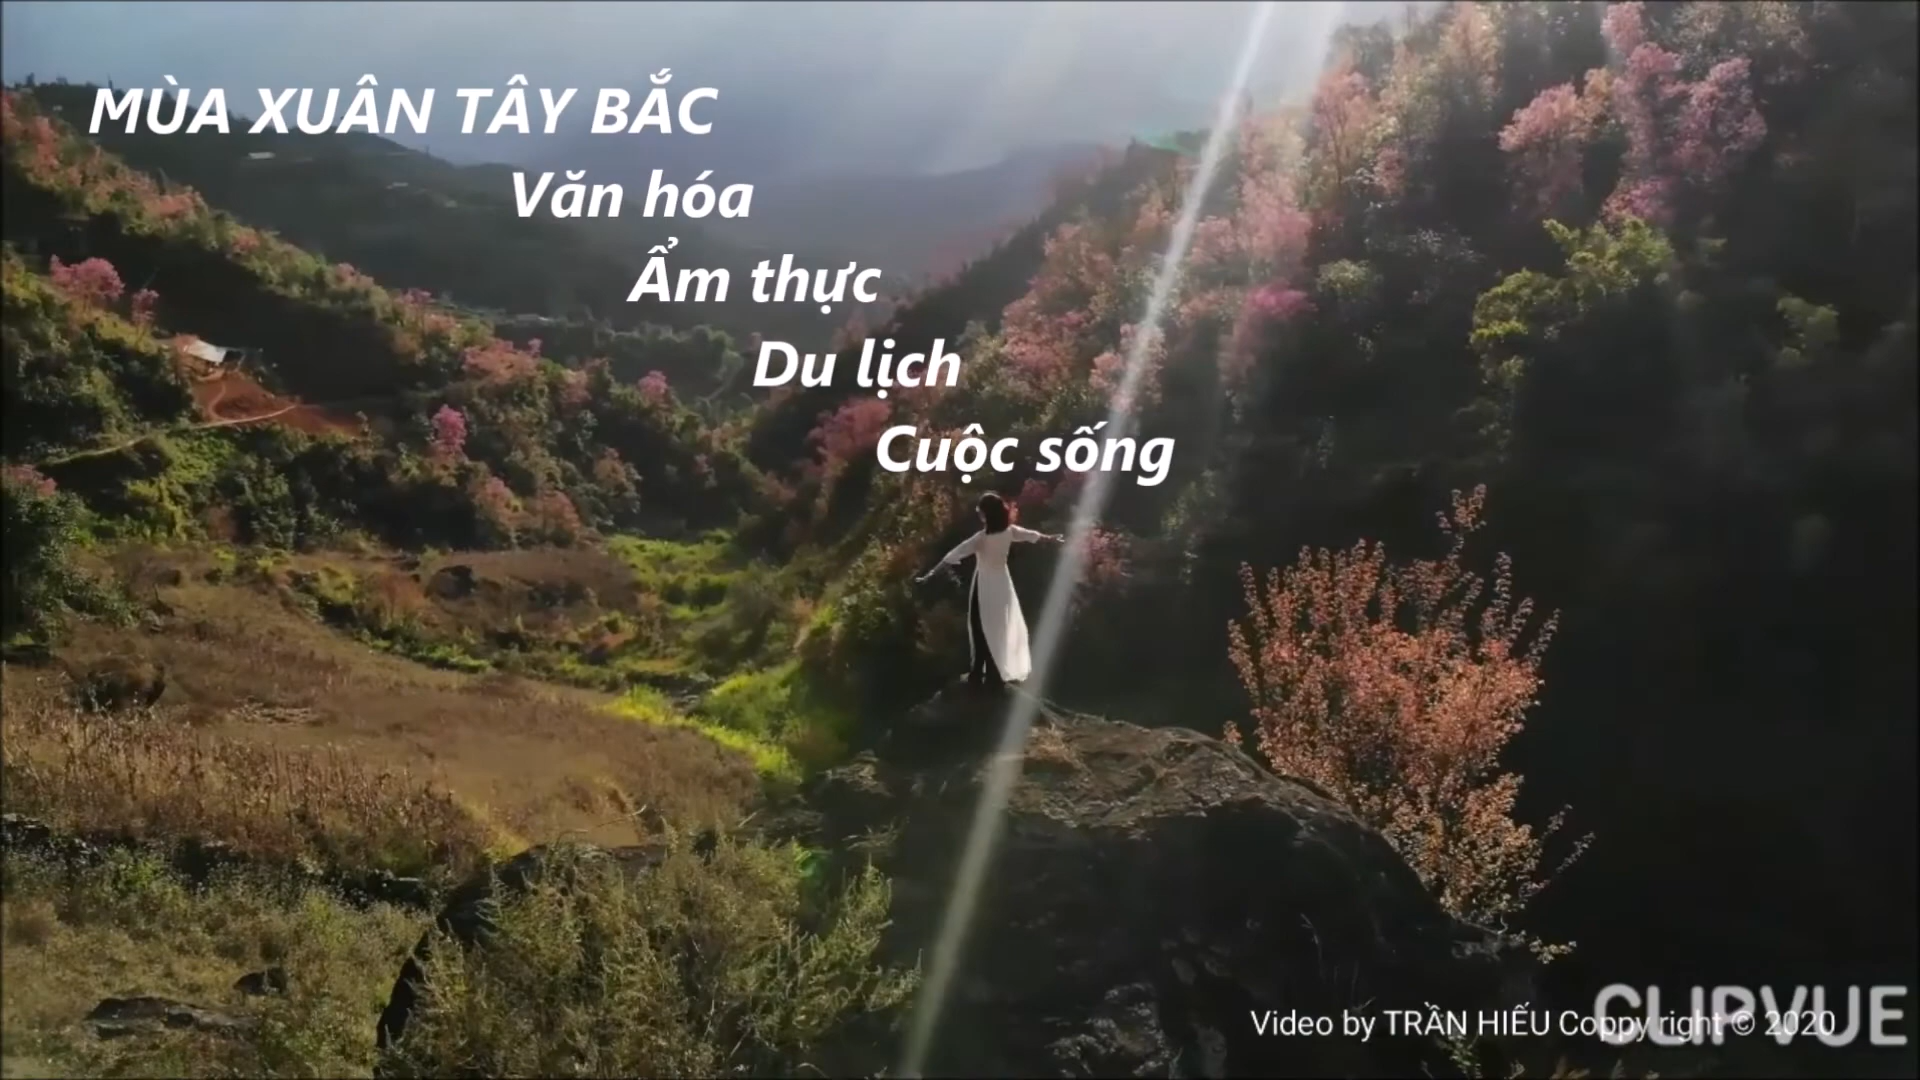 MÙA XUÂN TÂY BẮC
Văn hóa
Ẩm thực
Du lịch
Cuộc sống
Video by TRẦN HIẾU Coppy right © 2020
CLIPVUE